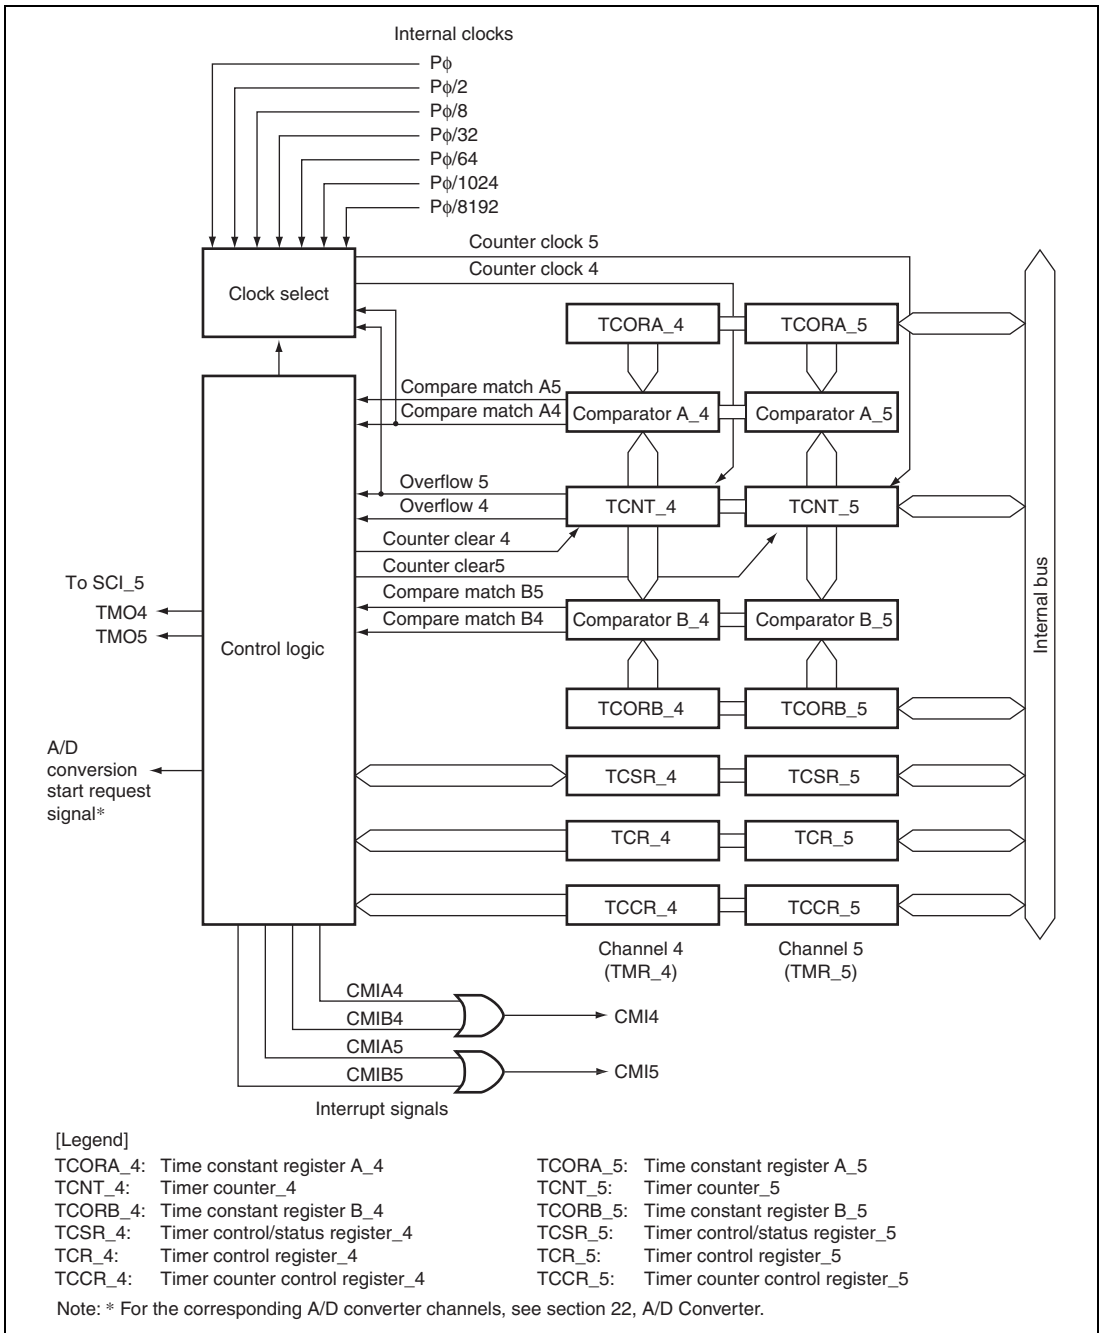 Internal clocks
Pϕ
Pϕ/2
Pϕ/8
Pϕ/32
Pϕ/64
Pϕ/1024
Pϕ/8192
Counter clock 5
Counter clock 4
Clock select
TCORA_4
TCORA_5
Compare match A5
Compare match A4
Comparator A_4
Comparator A_5
Overflow 5
Overflow 4
TCNT_4
TCNT_5
Counter clear 4
Counter clear5
To SCI_5
TMO4
TMO5
Compare match B5
Compare match B4
Comparator B_4
Comparator B_5
Control logic
Internal bus
TCORB_4
TCORB_5
A/D
conversion
start request
signal*
TCSR_4
TCSR_5
TCR_4
TCR_5
TCCR_4
TCCR_5
Channel 4
(TMR_4)
Channel 5
(TMR_5)
CMIA4
CMIB4
CMI4
CMIA5
CMIB5
CMI5
Interrupt signals
[Legend]
TCORA_4: Time constant register A_4
TCORA_5: Time constant register A_5
TCNT_4: Timer counter_4
TCNT_5: Timer counter_5
TCORB_4: Time constant register B_4
TCORB_5: Time constant register B_5
TCSR_4: Timer control/status register_4
TCSR_5: Timer control/status register_5
TCR_4: Timer control register_4
TCR_5: Timer control register_5
TCCR_4: Timer counter control register_4
TCCR_5: Timer counter control register_5
Note: * For the corresponding A/D converter channels, see section 22, A/D Converter.